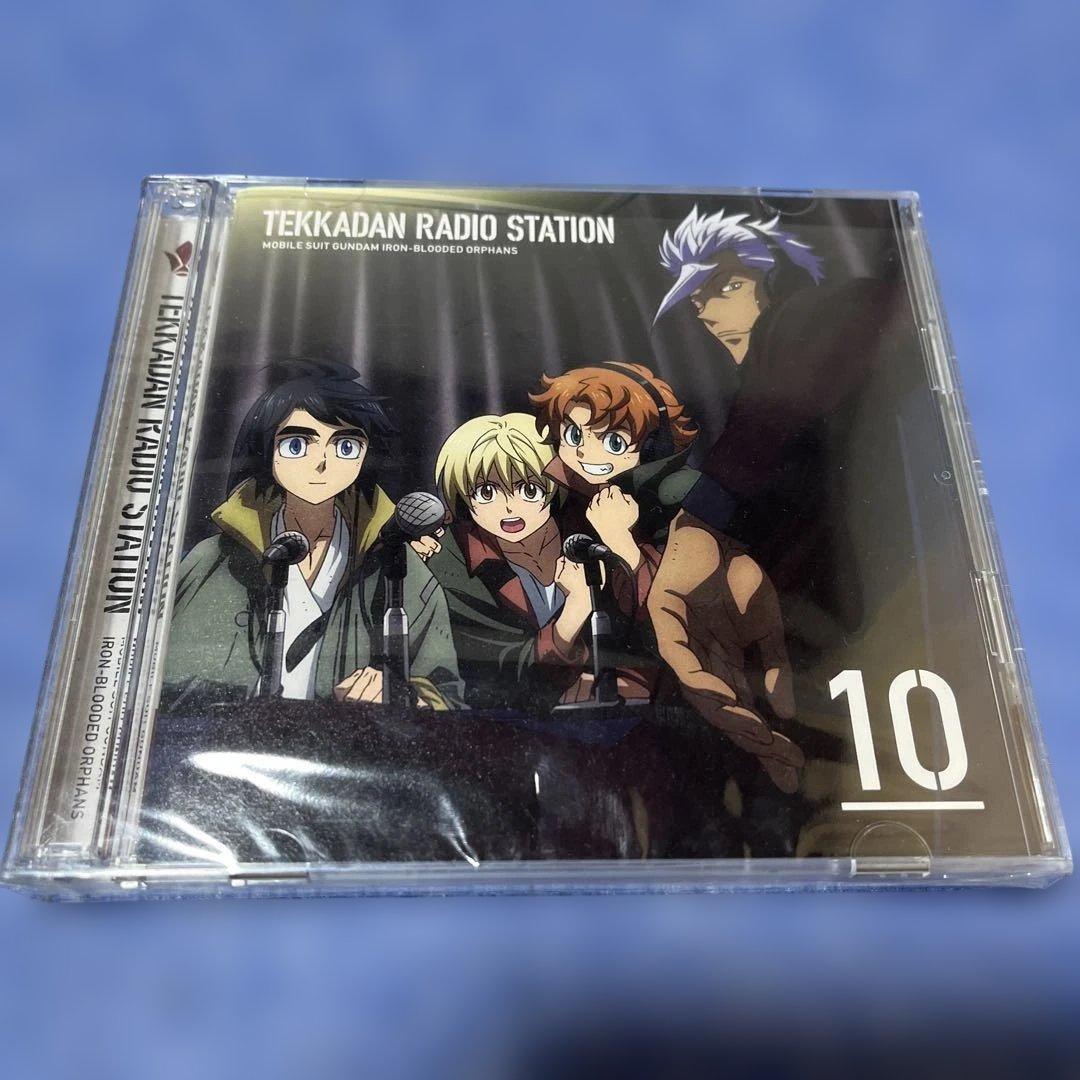 TEKKADAN RADIO STATION
MOBILE SUIT GUNDAM IRON-BLOODED ORPHANS
10
TEKKADAN RADIO STATION
IRON-BLOODED ORPHANS